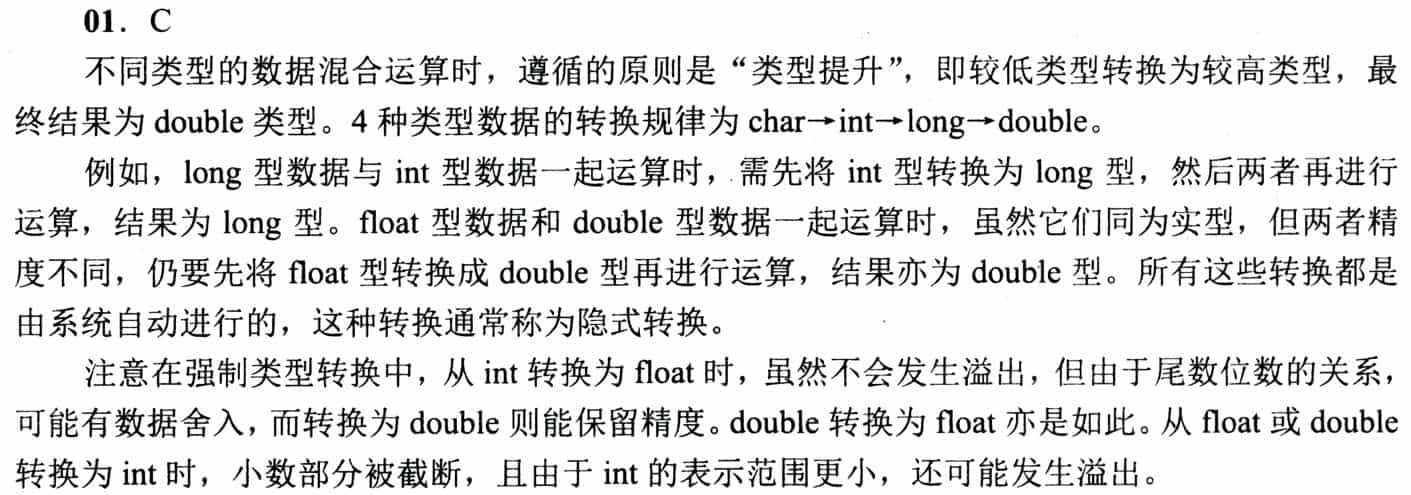 01．C
不同类型的数据混合运算时，遵循的原则是“类型提升”，即较低类型转换为较高类型，最
终结果为 double 类型。4 种类型数据的转换规律为 char→int→long→double。
例如，long 型数据与 int 型数据一起运算时，需先将 int 型转换为 long 型，然后两者再进行
运算，结果为 long 型。float 型数据和 double 型数据一起运算时，虽然它们同为实型，但两者精
度不同，仍要先将 float 型转换成 double 型再进行运算，结果亦为 double 型。所有这些转换都是
由系统自动进行的，这种转换通常称为隐式转换。
注意在强制类型转换中，从 int 转换为 float 时，虽然不会发生溢出，但由于尾数位数的关系，
可能有数据舍入，而转换为 double 则能保留精度。double 转换为 float 亦是如此。从 float 或 double
转换为 int 时，小数部分被截断，且由于 int 的表示范围更小，还可能发生溢出。